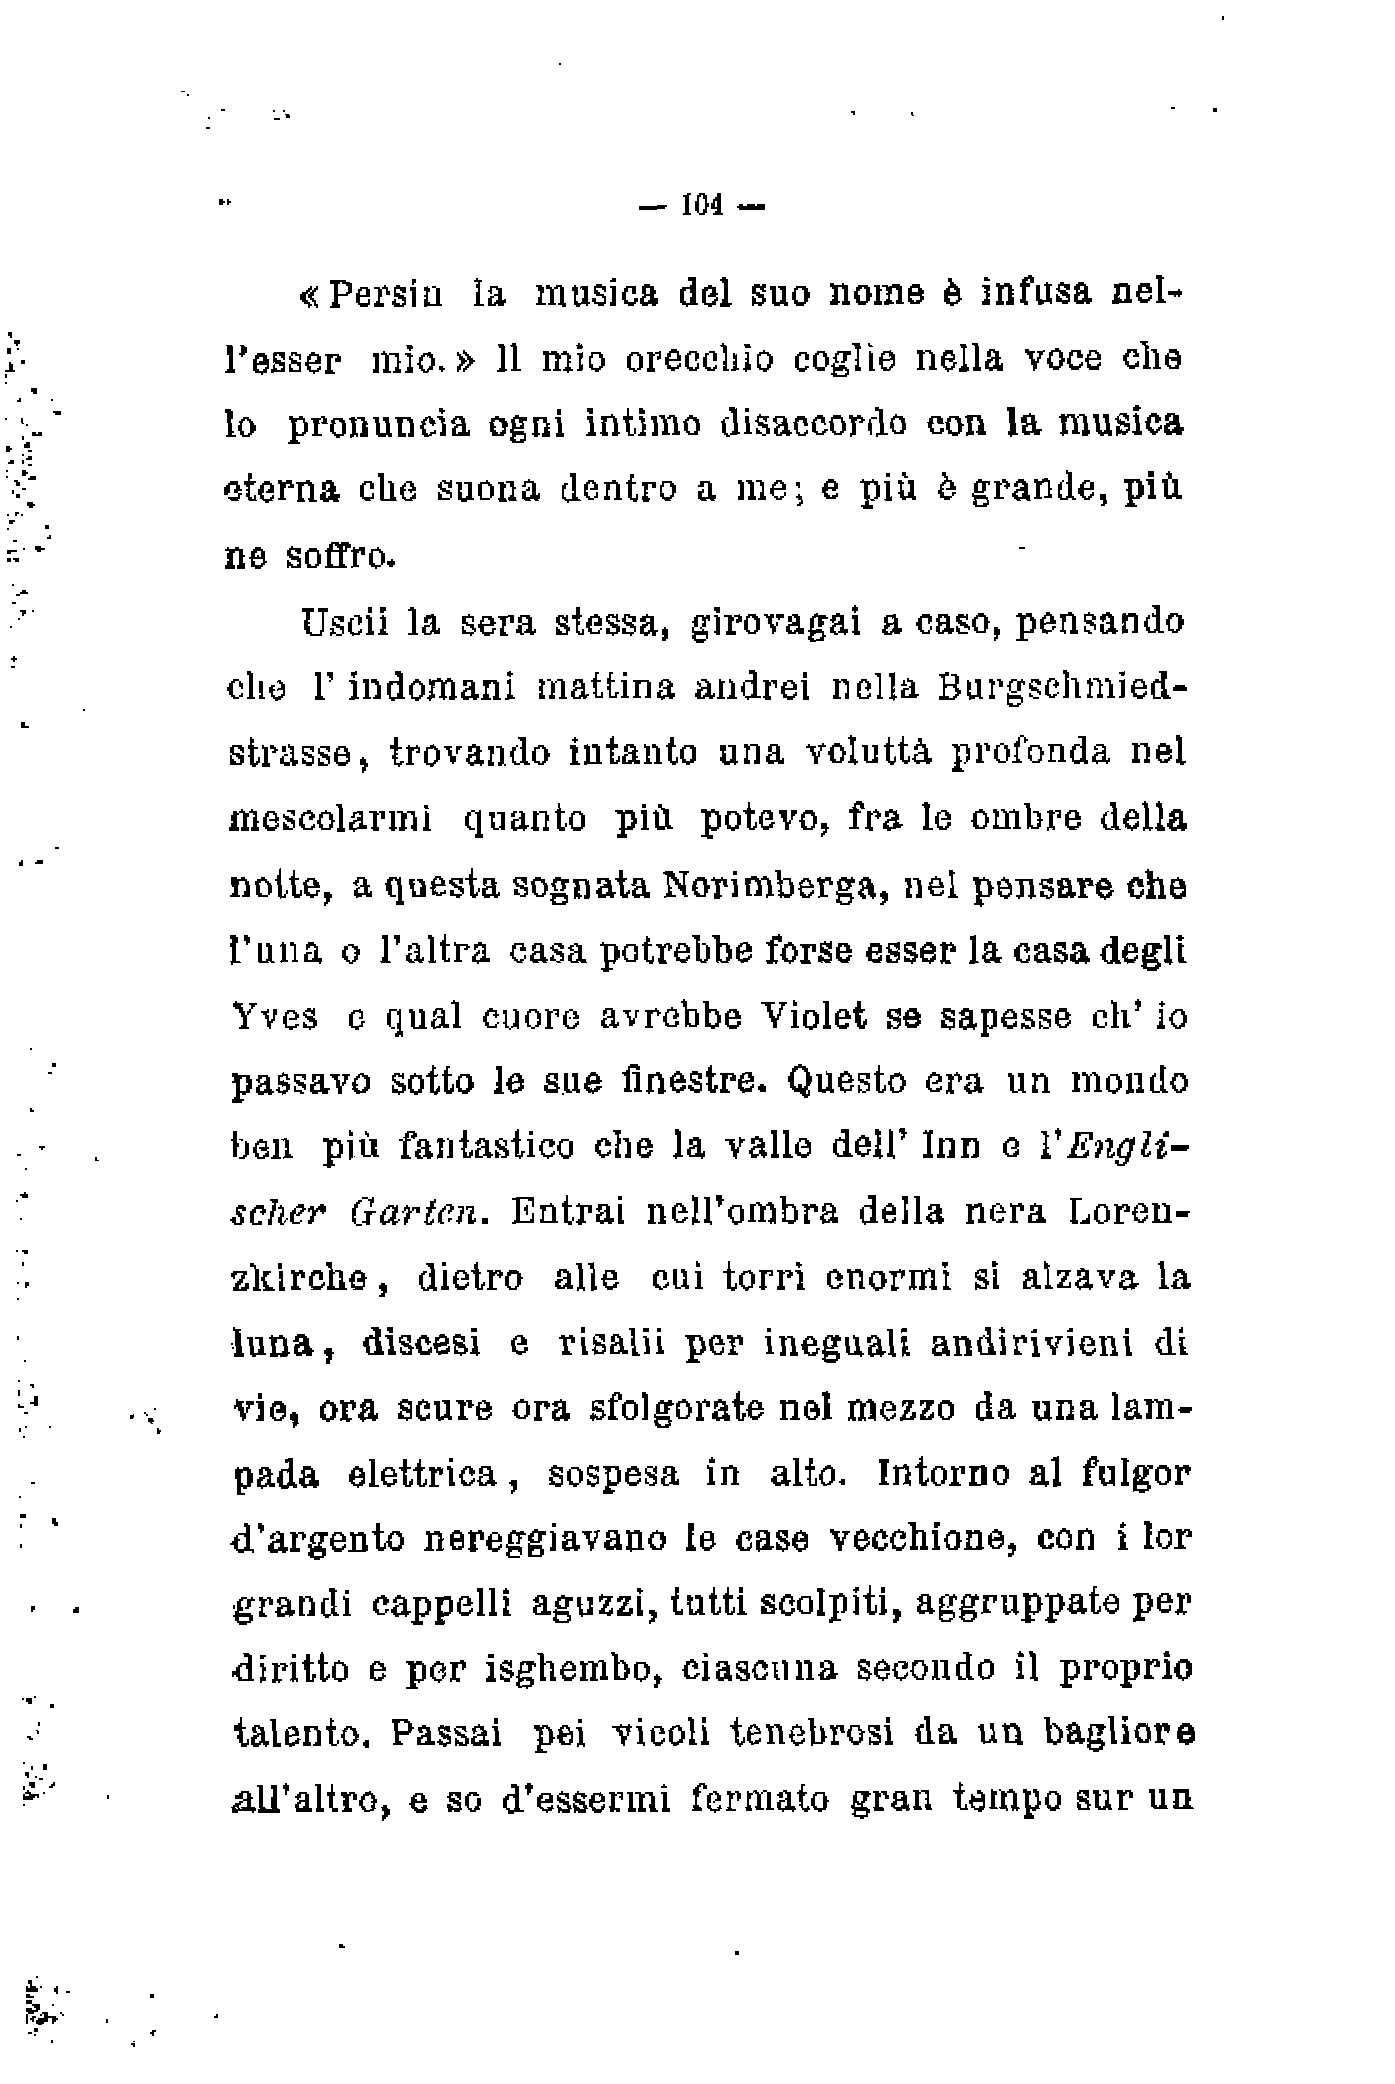 — 104 —
« Persin la musica del suo nome è infusa nel-
l'esser mio. » Il mio orecchio coglie nella voce che
lo pronuncia ogni intimo disaccordo con la musica
eterna che suona dentro a me; e più è grande, più
ne soffro.
Uscii la sera stessa, girovagai a caso, pensando
che l' indomani mattina andrei nella Burgschmied-
strasse, trovando intanto una voluttà profonda nel
mescolarmi quanto più potevo, fra le ombre della
notte, a questa sognata Norimberga, nel pensare che
l'una o l'altra casa potrebbe forse esser la casa degli
Yves e qual cuore avrebbe Violet se sapesse ch' io
passavo sotto le sue finestre. Questo era un mondo
ben più fantastico che la valle dell' Inn e l'Engli-
scher Garten. Entrai nell'ombra della nera Loren-
zkirche, dietro alle cui torri enormi si alzava la
luna, discesi e risalii per ineguali andirivieni di
vie, ora scure ora sfolgorate nel mezzo da una lam-
pada elettrica, sospesa in alto. Intorno al fulgor
d'argento nereggiavano le case vecchione, con i lor
grandi cappelli aguzzi, tutti scolpiti, aggruppate per
diritto e per isghembo, ciascuna secondo il proprio
talento. Passai pei vicoli tenebrosi da un bagliore
all'altro, e so d'essermi fermato gran tempo sur un